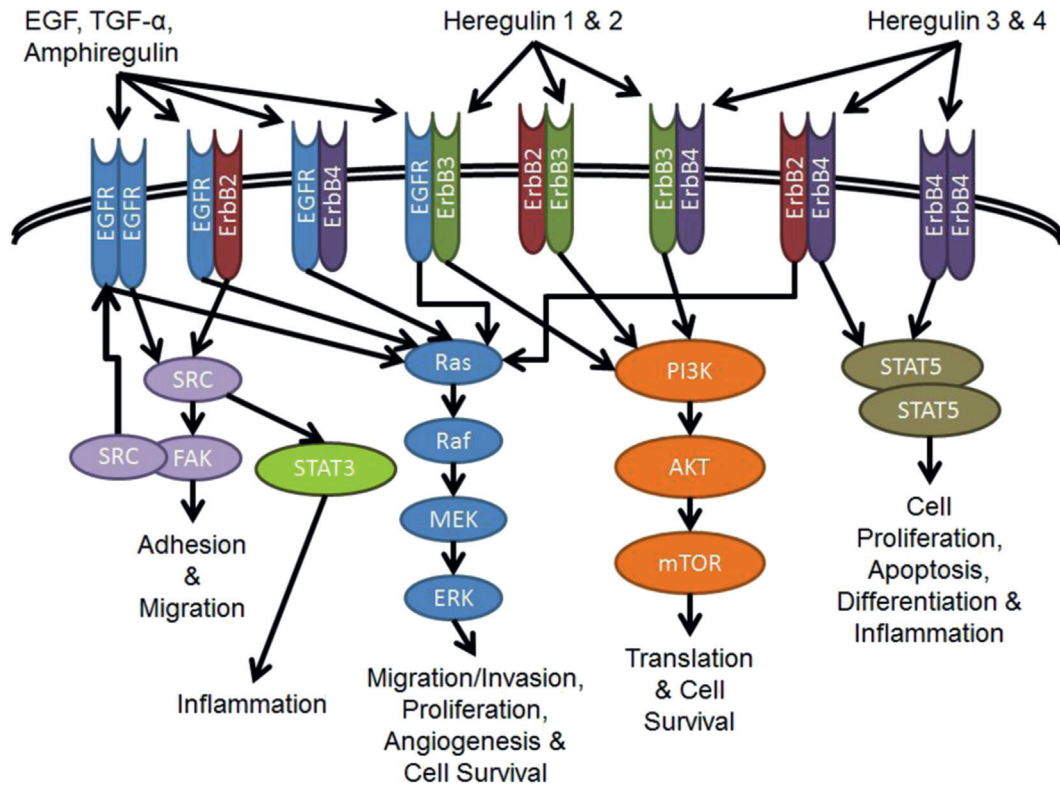 EGF, TGF-α,
Amphiregulin
Heregulin 1 & 2
Heregulin 3 & 4
EGFR
EGFR
EGFR
ErbB2
EGFR
ErbB4
EGFR
ErbB3
ErbB2
ErbB3
ErbB3
ErbB4
ErbB2
ErbB4
ErbB4
ErbB4
SRC
Ras
PI3K
STAT5
STAT5
SRC
FAK
STAT3
Raf
AKT
MEK
mTOR
ERK
Adhesion
&
Migration
Inflammation
Migration/Invasion,
Proliferation,
Angiogenesis &
Cell Survival
Translation
& Cell
Survival
Cell
Proliferation,
Apoptosis,
Differentiation &
Inflammation